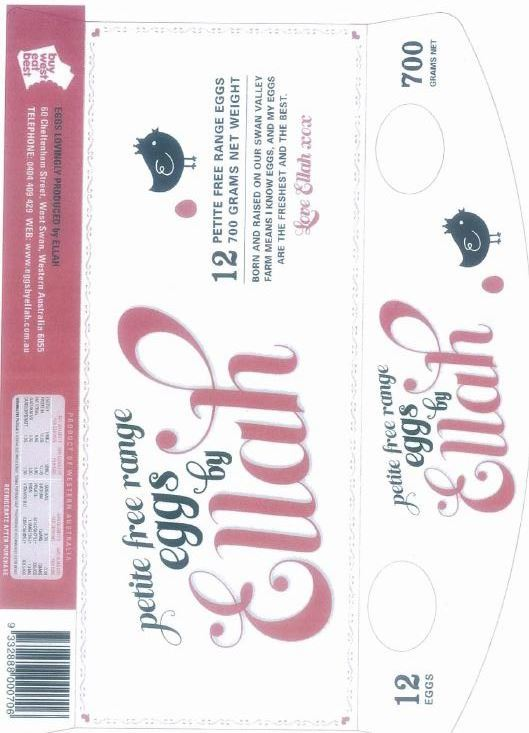 700
GRAMS NET
petite free range
eggs
by
Ellah
12
EGGS
12 PETITE FREE RANGE EGGS
700 GRAMS NET WEIGHT
BORN AND RAISED ON OUR SWAN VALLEY
FARM MEANS I KNOW EGGS, AND MY EGGS
ARE THE FRESHEST AND THE BEST.
Love Ellah xox
petite free range
eggs
by
Ellah
buy
west
eat
best
EGGS LOVINGLY PRODUCED by ELLAH
60 Cheltenham Street, West Swan, Western Australia 6055
TELEPHONE: 0404 409 429 WEB: www.eggsbyellah.com.au
PRODUCT OF WESTERN AUSTRALIA
REFRIGERATE AFTER PURCHASE
9 332888 000706